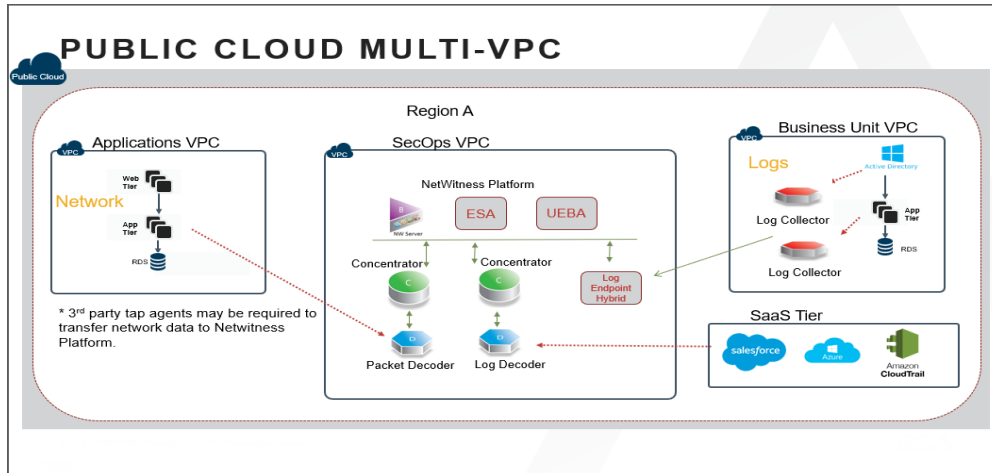 PUBLIC CLOUD MULTI-VPC
Public Cloud
Region A
Applications VPC
VPC
Network
Web
Tier
App
Tier
RDS
* 3rd party tap agents may be required to
transfer network data to Netwitness
Platform.
SecOps VPC
VPC
NetWitness Platform
B
NW Server
ESA
UEBA
Concentrator
C
Concentrator
C
Log
Endpoint
Hybrid
D
Packet Decoder
D
Log Decoder
Business Unit VPC
VPC
Logs
Active Directory
Log Collector
App
Tier
RDS
Log Collector
SaaS Tier
salesforce
Azure
Amazon
CloudTrail